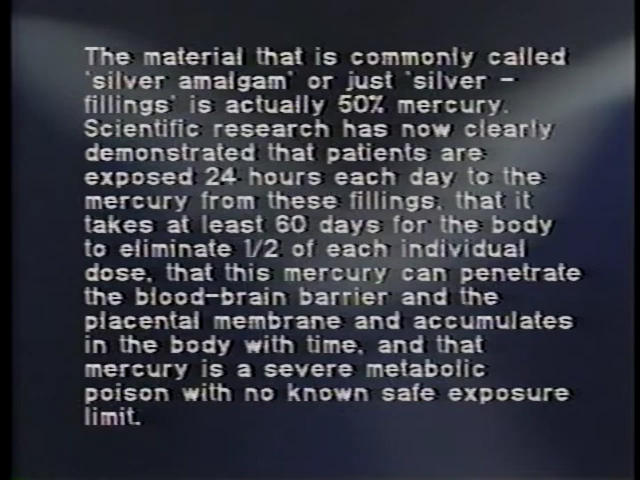 The material that is commonly called
'silver amalgam' or just 'silver -
fillings' is actually 50% mercury.
Scientific research has now clearly
demonstrated that patients are
exposed 24 hours each day to the
mercury from these fillings, that it
takes at least 60 days for the body
to eliminate 1/2 of each individual
dose, that this mercury can penetrate
the blood-brain barrier and the
placental membrane and accumulates
in the body with time, and that
mercury is a severe metabolic
poison with no known safe exposure
limit.